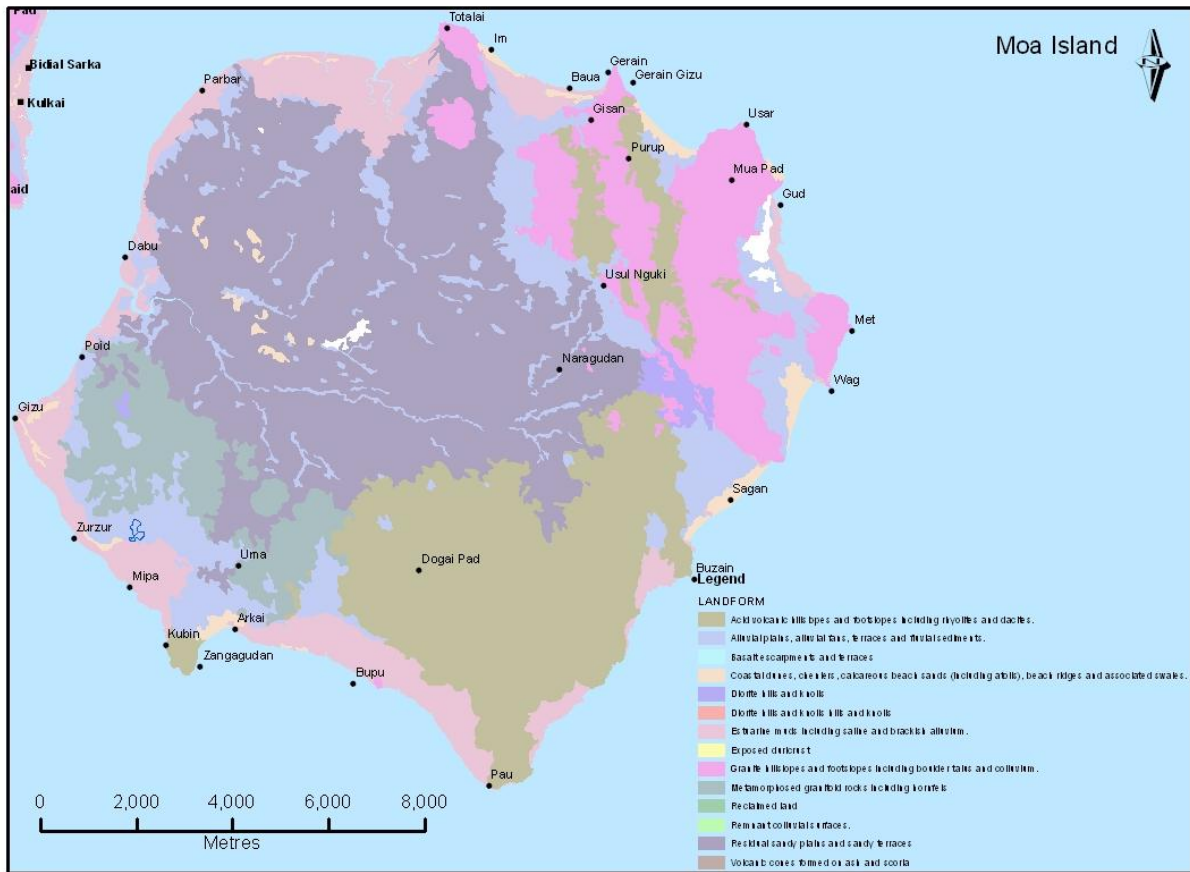 Pad
Bidial Sarka
Kulkai
aid
Moa Island
N
Totalai
Im
Gerain
Baua
Gerain Gizu
Parbar
Gisan
Usar
Purup
Mua Pad
Gud
Dabu
Usul Nguki
Met
Poid
Naragudan
Wag
Gizu
Sagan
Zurzur
Uma
Dogai Pad
Buzain
Mipa
Arkai
Kubin
Zangagudan
Bupu
Pau
Legend
LANDFORM
Acid volcanic hillslopes and footslopes including rhyolites and dacites.
Alluvial plains, alluvial fans, terraces and fluvial sediments.
Basalt escarpments and terraces
Coastal dunes, cheniers, calcareous beach sands (including atolls), beach ridges and associated swales.
Diorite hills and knolls
Diorite hills and knolls hills and knolls
Estuarine muds including saline and brackish alluvium.
Exposed duricrust
Granite hillslopes and footslopes including boulder talus and colluvium.
Metamorphosed granitoid rocks including hornfels
Reclaimed land
Remnant colluvial surfaces.
Residual sandy plains and sandy terraces
Volcanic cones formed on ash and scoria
0 2,000 4,000 6,000 8,000
Metres